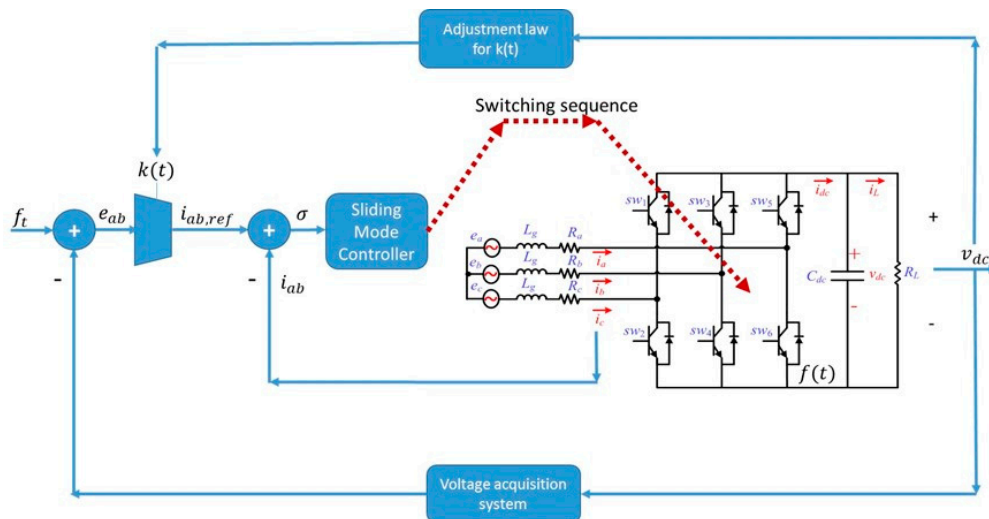 Adjustment law
for k(t)
Switching sequence
k(t)
f_t
+
-
e_ab
i_ab,ref
+
-
σ
i_ab
Sliding
Mode
Controller
e_a
L_g
R_a
i_a
e_b
L_g
R_b
i_b
e_c
L_g
R_c
i_c
sw_1
sw_3
sw_5
sw_2
sw_4
sw_6
f(t)
i_dc
i_L
C_dc
+
v_dc
-
R_L
+
v_dc
-
Voltage acquisition
system